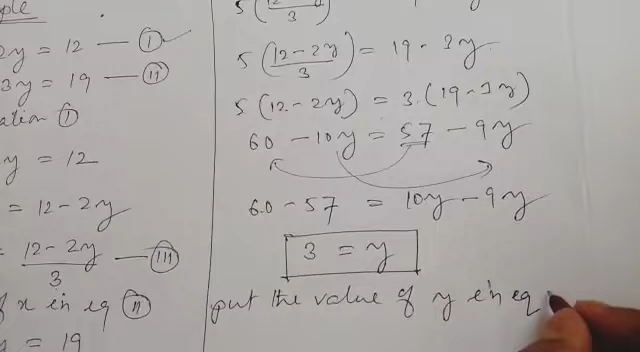 ple
2y = 12 — I
3y = 19 — II
ation I
y = 12
= 12 - 2y
= 12 - 2y / 3 — III
of x in eq II
y = 19
3
5(12 - 2y / 3) = 19 - 3y
5(12 - 2y) = 3(19 - 3y)
60 - 10y = 57 - 9y
60 - 57 = 10y - 9y
3 = y
put the value of y in eq